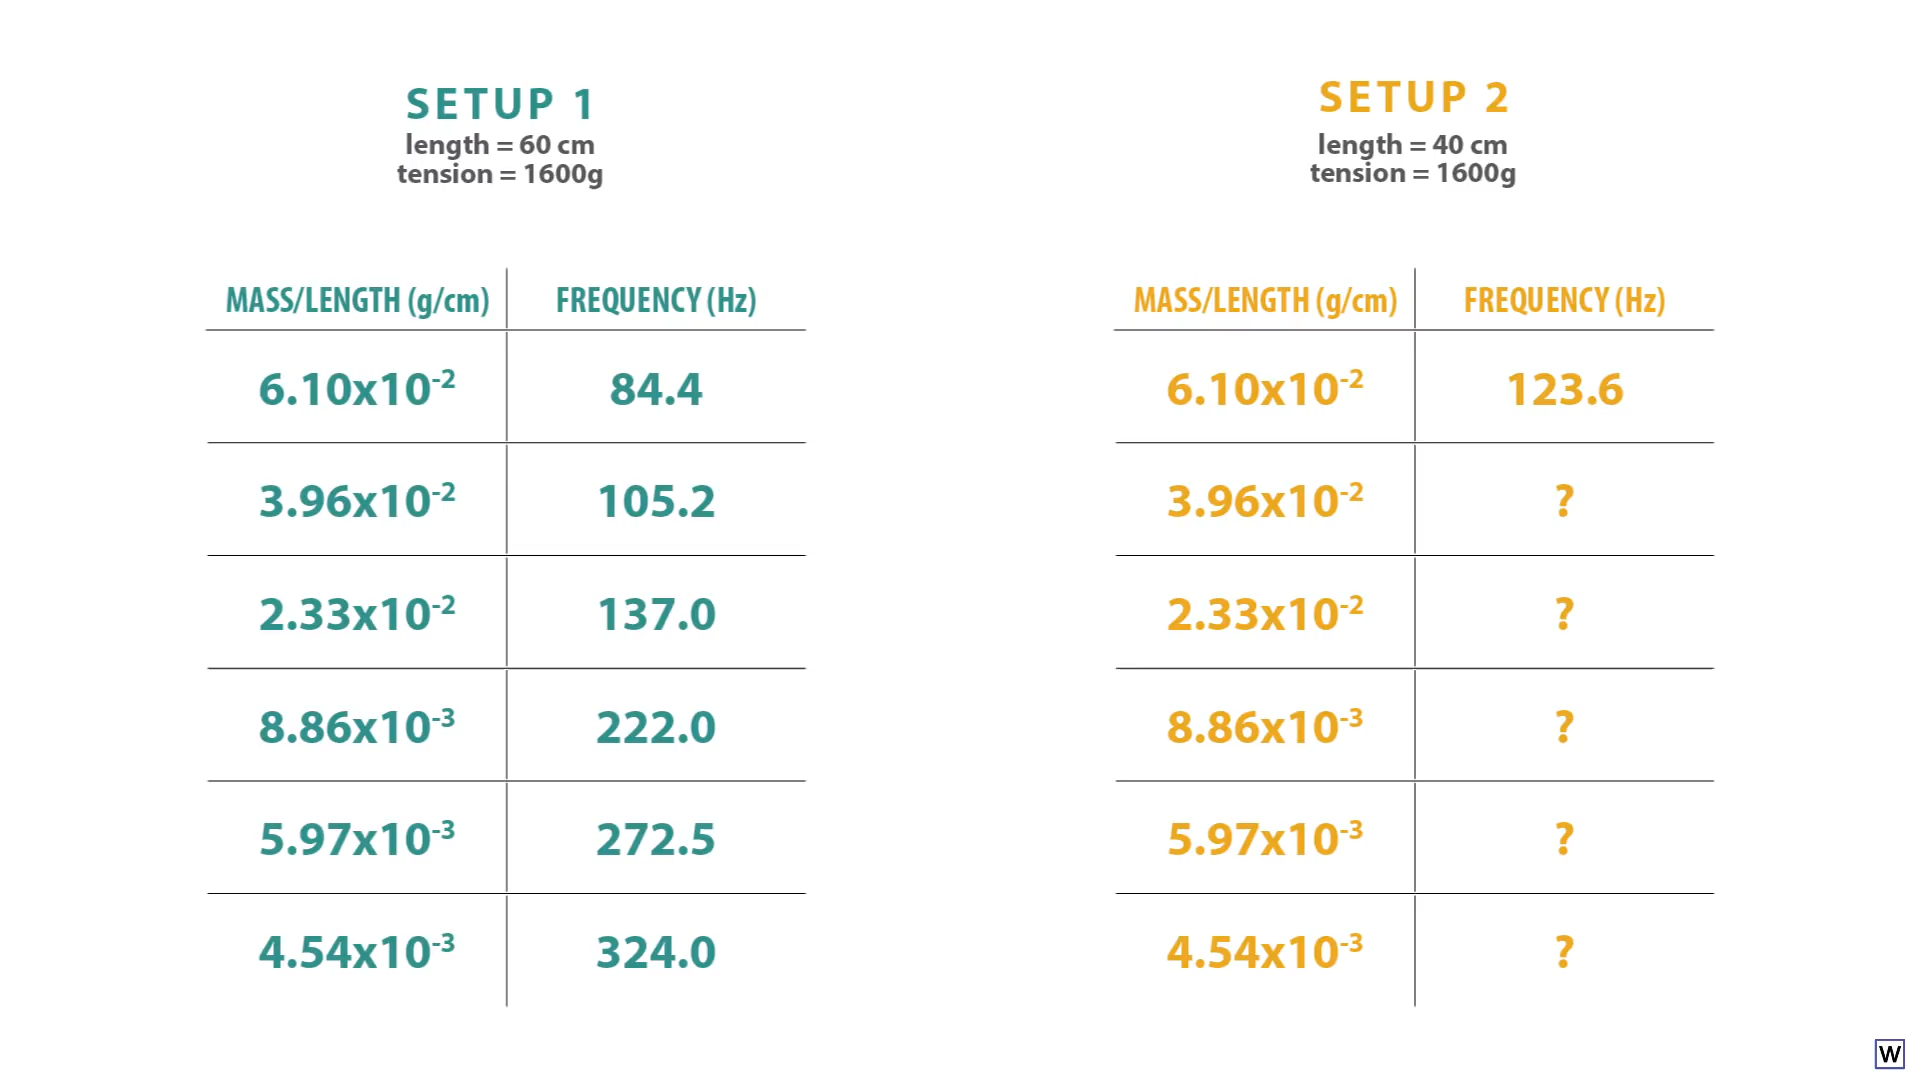 SETUP 1
length = 60 cm
tension = 1600g
MASS/LENGTH (g/cm) FREQUENCY (Hz)
6.10x10⁻² 84.4
3.96x10⁻² 105.2
2.33x10⁻² 137.0
8.86x10⁻³ 222.0
5.97x10⁻³ 272.5
4.54x10⁻³ 324.0
SETUP 2
length = 40 cm
tension = 1600g
MASS/LENGTH (g/cm) FREQUENCY (Hz)
6.10x10⁻² 123.6
3.96x10⁻² ?
2.33x10⁻² ?
8.86x10⁻³ ?
5.97x10⁻³ ?
4.54x10⁻³ ?
W